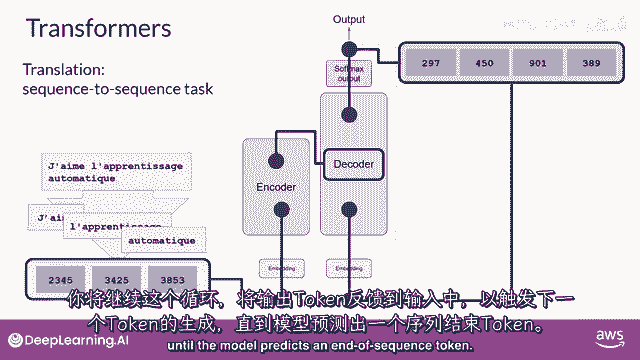 Transformers
Translation:
sequence-to-sequence task
Output
Softmax
output
297 450 901 389
J'aime l'apprentissage
automatique
J'ai
l'apprentissage
automatique
Encoder
Decoder
Embedding
Embedding
2345 3425 3853
你将继续这个循环，将输出Token反馈到输入中，以触发下一
个Token的生成，直到模型预测出一个序列结束Token。
until the model predicts an end-of-sequence token.
DeepLearning.AI
aws